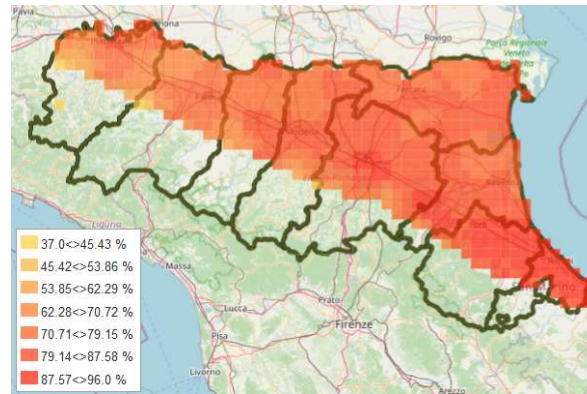 Pavia
Rovigo
Parco Regionale
Veneto
Ferrara
Modena
Liguria
Massa
Lucca
Prato
Pisa
Firenze
Livorno
Arezzo
37.0<>45.43 %
45.42<>53.86 %
53.85<>62.29 %
62.28<>70.72 %
70.71<>79.15 %
79.14<>87.58 %
87.57<>96.0 %